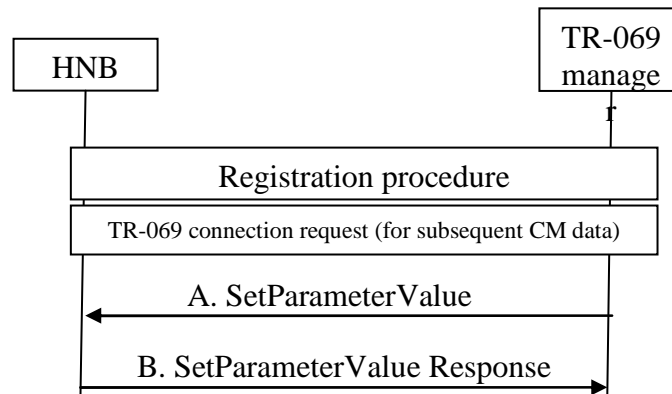 HNB
TR-069
manage
r
Registration procedure
TR-069 connection request (for subsequent CM data)
A. SetParameterValue
B. SetParameterValue Response